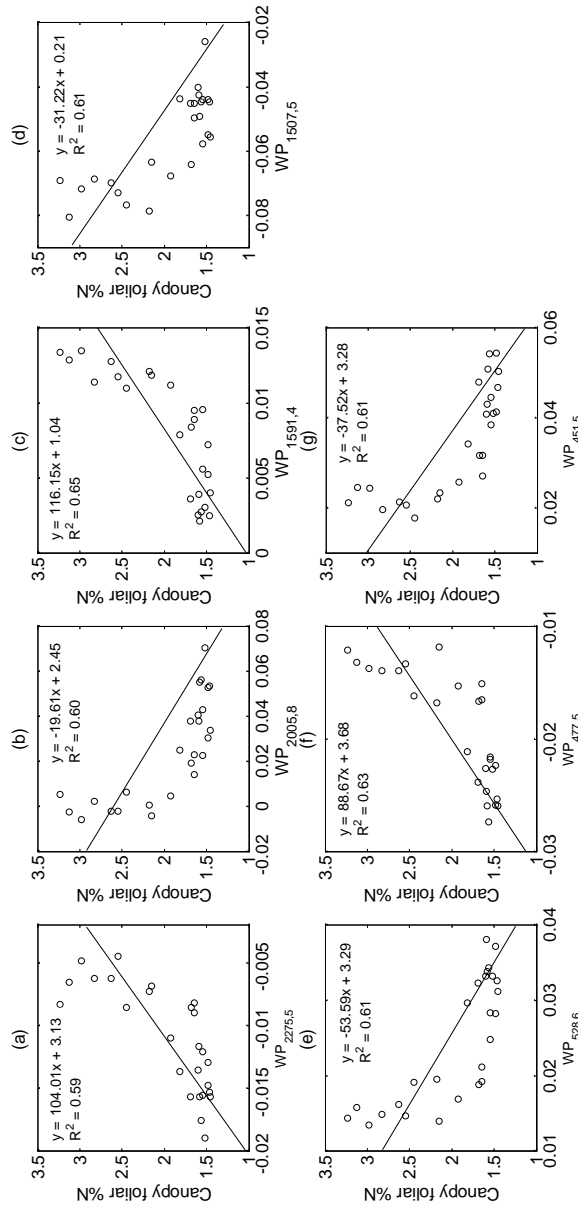 (a)
y = 104.01x + 3.13
R² = 0.59
3.5
3
2.5
2
1.5
1
Canopy foliar %N
-0.02 -0.015 -0.01 -0.005
WP2275,5
(b)
y = -19.61x + 2.45
R² = 0.60
3.5
3
2.5
2
1.5
1
Canopy foliar %N
-0.02 0 0.02 0.04 0.06 0.08
WP2005,8
(c)
y = 116.15x + 1.04
R² = 0.65
3.5
3
2.5
2
1.5
1
Canopy foliar %N
0 0.005 0.01 0.015
WP1591,4
(d)
y = -31.22x + 0.21
R² = 0.61
3.5
3
2.5
2
1.5
1
Canopy foliar %N
-0.08 -0.06 -0.04 -0.02
WP1507,5
(e)
y = -53.59x + 3.29
R² = 0.61
3.5
3
2.5
2
1.5
1
Canopy foliar %N
0.01 0.02 0.03 0.04
WP528,6
(f)
y = 88.67x + 3.68
R² = 0.63
3.5
3
2.5
2
1.5
1
Canopy foliar %N
-0.03 -0.02 -0.01
WP477,5
(g)
y = -37.52x + 3.28
R² = 0.61
3.5
3
2.5
2
1.5
1
Canopy foliar %N
0 0.02 0.04 0.06
WP451,5